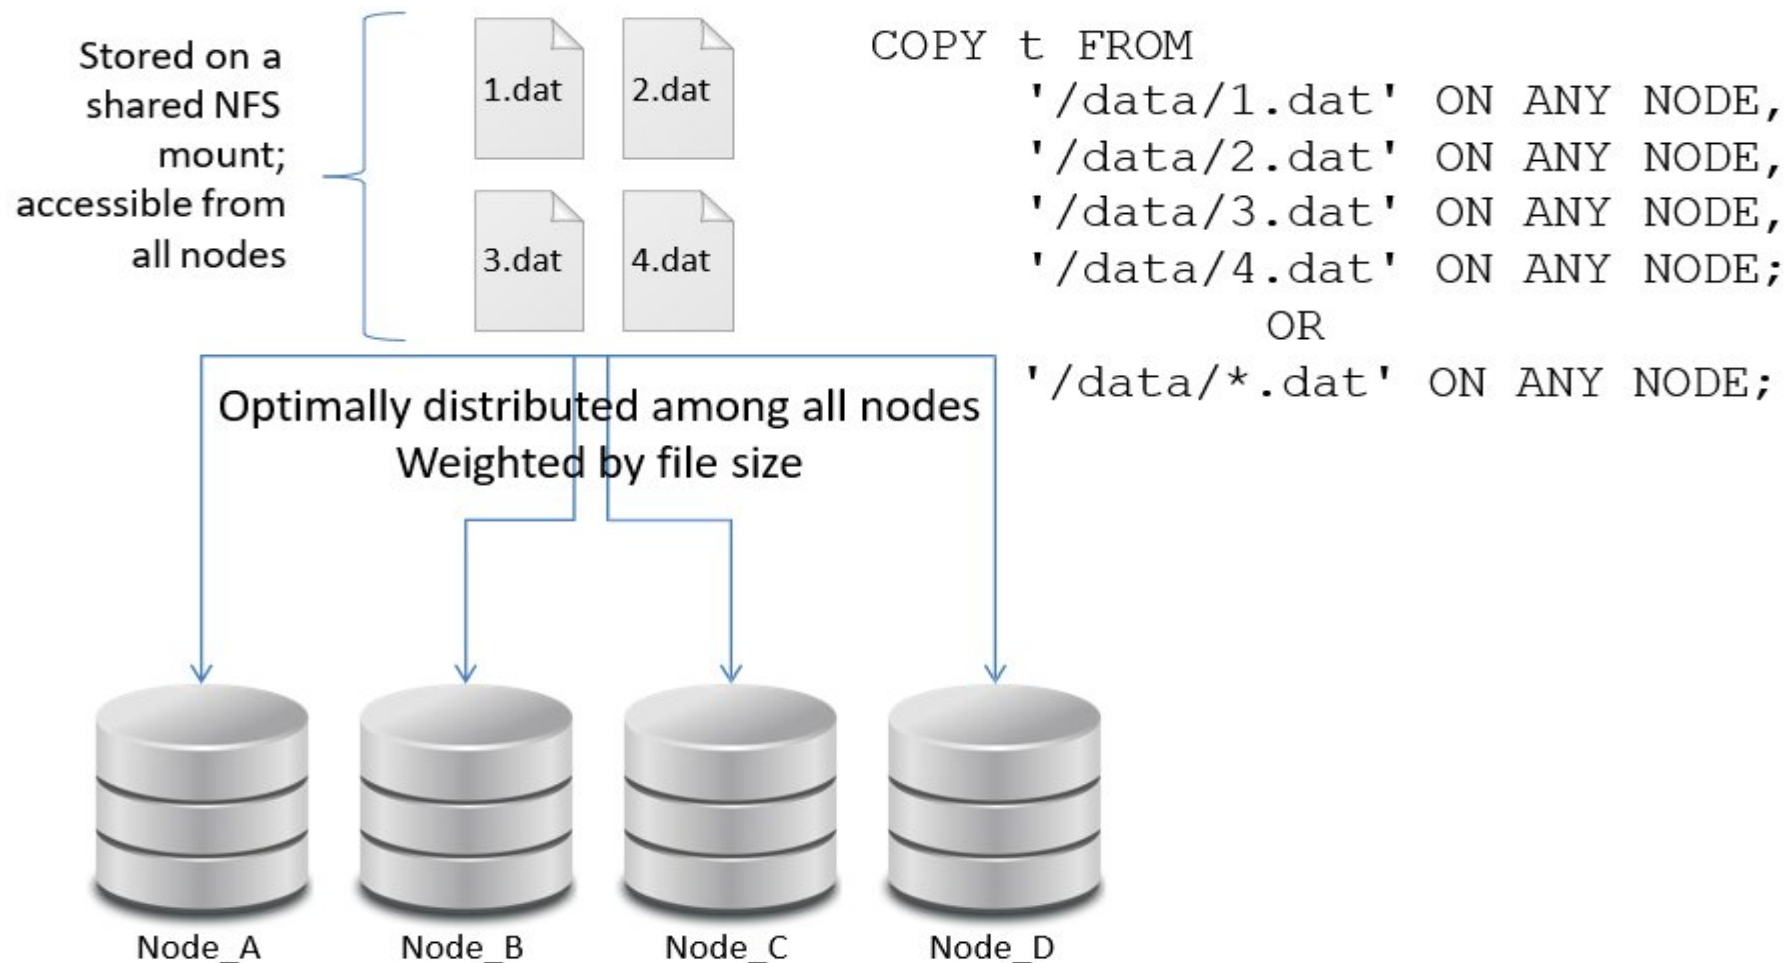 Stored on a
shared NFS
mount;
accessible from
all nodes
1.dat
2.dat
3.dat
4.dat
COPY t FROM
'/data/1.dat' ON ANY NODE,
'/data/2.dat' ON ANY NODE,
'/data/3.dat' ON ANY NODE,
'/data/4.dat' ON ANY NODE;
OR
'/data/*.dat' ON ANY NODE;
Optimally distributed among all nodes
Weighted by file size
Node_A
Node_B
Node_C
Node_D